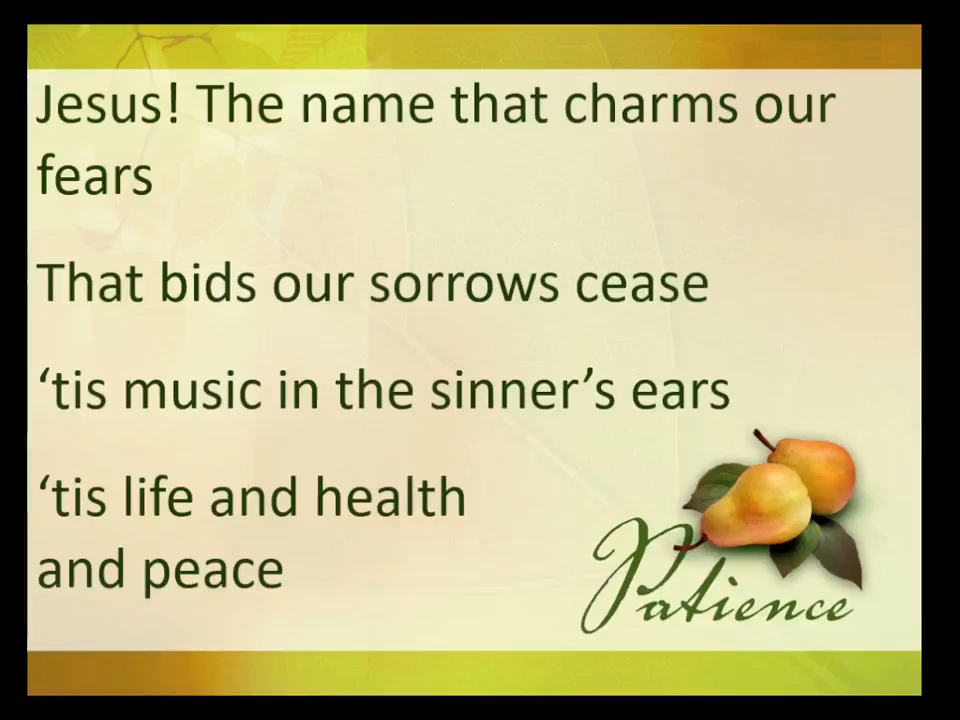 Jesus! The name that charms our
fears
That bids our sorrows cease
‘tis music in the sinner’s ears
‘tis life and health
and peace
Patience